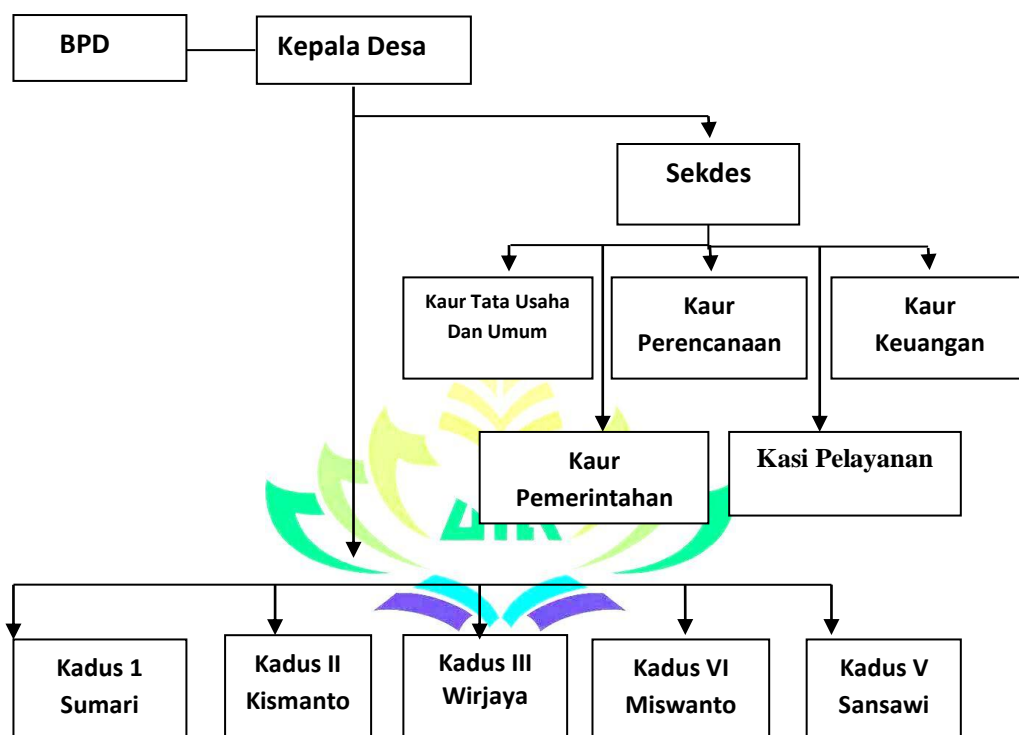 BPD
Kepala Desa
Sekdes
Kaur Tata Usaha
Dan Umum
Kaur
Perencanaan
Kaur
Keuangan
Kaur
Pemerintahan
Kasi Pelayanan
Kadus 1
Sumari
Kadus II
Kismanto
Kadus III
Wirjaya
Kadus VI
Miswanto
Kadus V
Sansawi